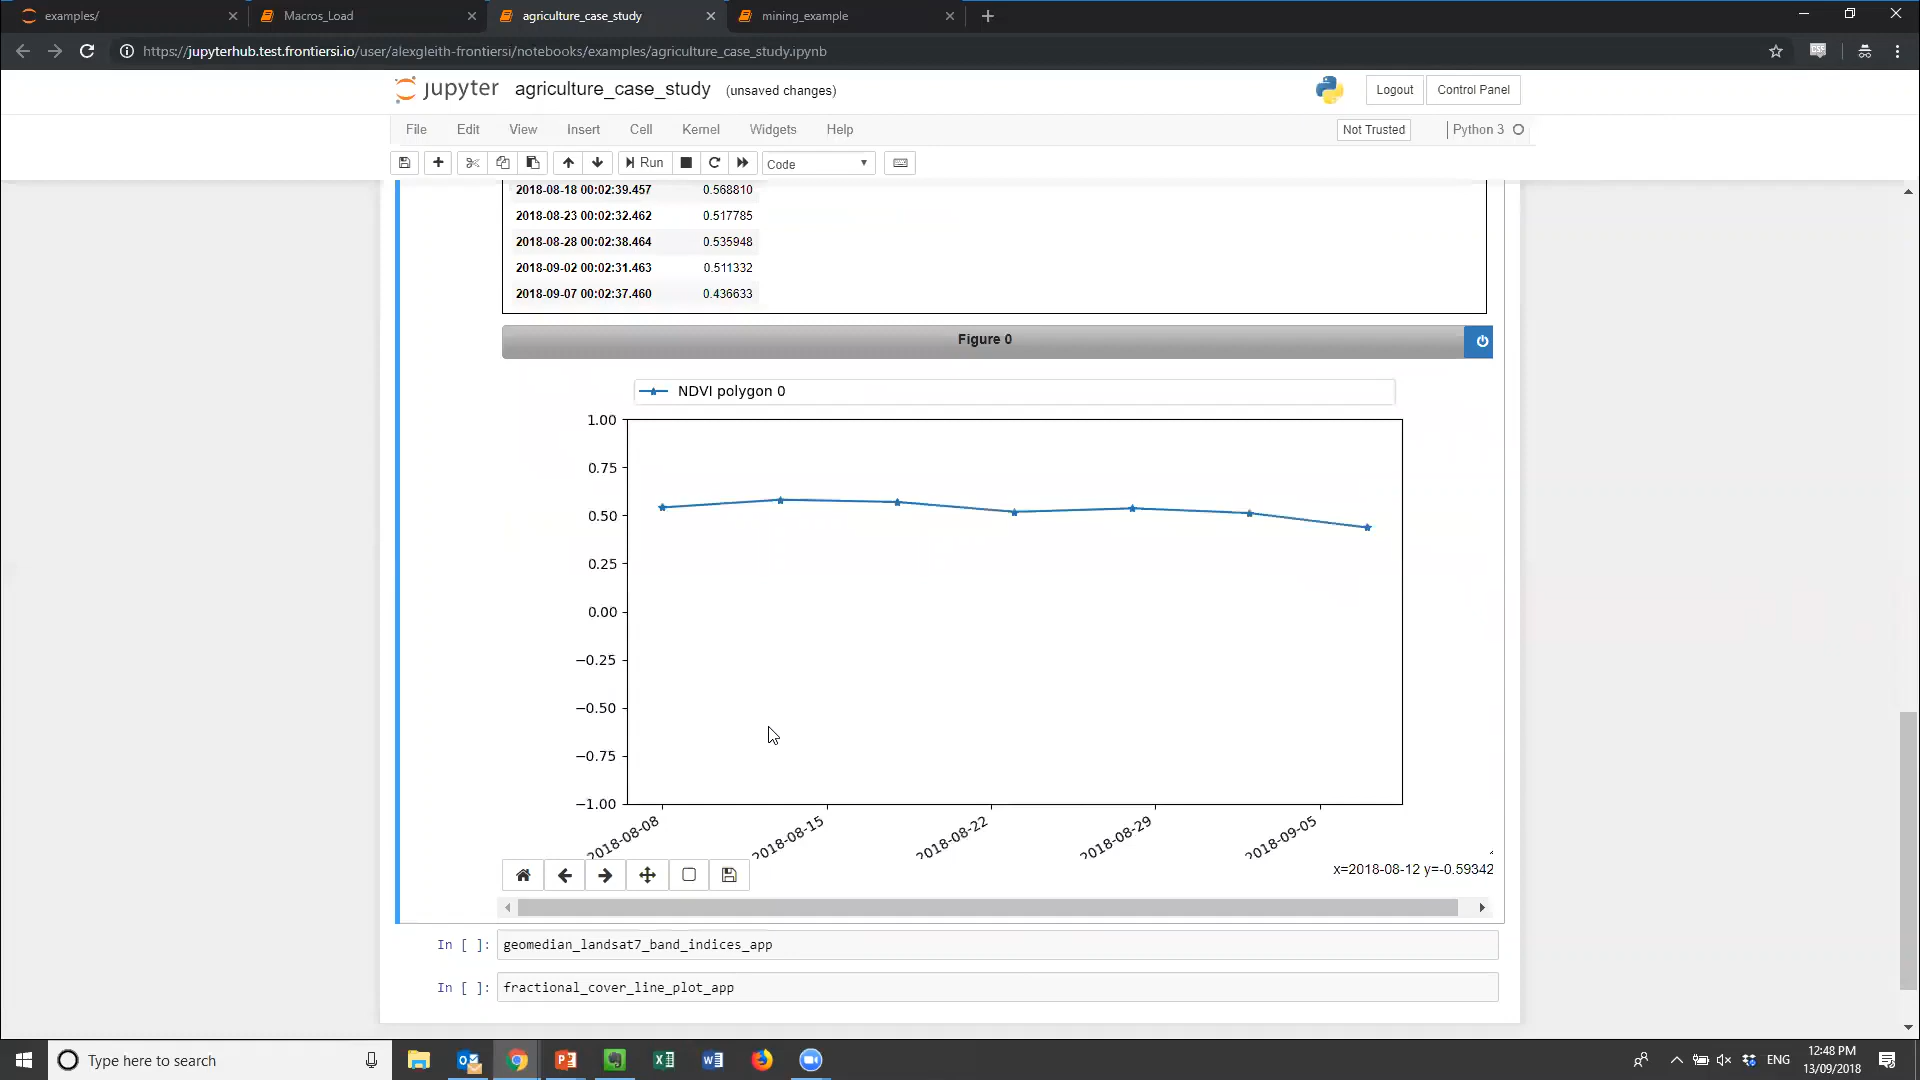 examples/ Macros_Load agriculture_case_study mining_example
https://jupyterhub.test.frontiersi.io/user/alexgleith-frontiersi/notebooks/examples/agriculture_case_study.ipynb
jupyter agriculture_case_study (unsaved changes) Logout Control Panel
File Edit View Insert Cell Kernel Widgets Help Not Trusted Python 3
Run Code
2018-08-18 00:02:39.457 0.568810
2018-08-23 00:02:32.462 0.517785
2018-08-28 00:02:38.464 0.535948
2018-09-02 00:02:31.463 0.511332
2018-09-07 00:02:37.460 0.436633
Figure 0
NDVI polygon 0
1.00
0.75
0.50
0.25
0.00
−0.25
−0.50
−0.75
−1.00
2018-08-08 2018-08-15 2018-08-22 2018-08-29 2018-09-05
x=2018-08-12 y=-0.59342
In [ ]: geomedian_landsat7_band_indices_app
In [ ]: fractional_cover_line_plot_app
Type here to search ENG 12:48 PM
13/09/2018